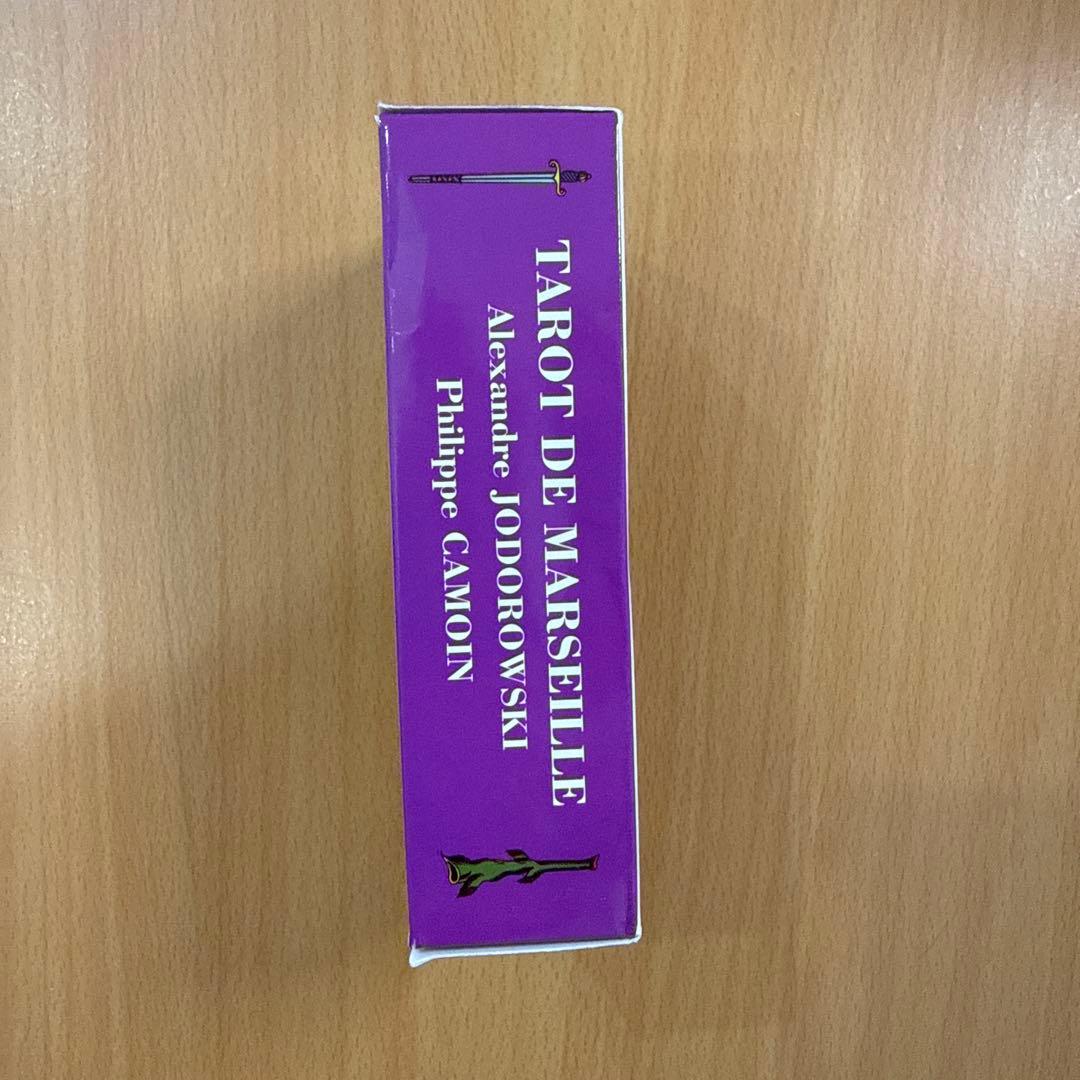 TAROT DE MARSEILLE
Alexandre JODOROWSKI
Philippe CAMOIN